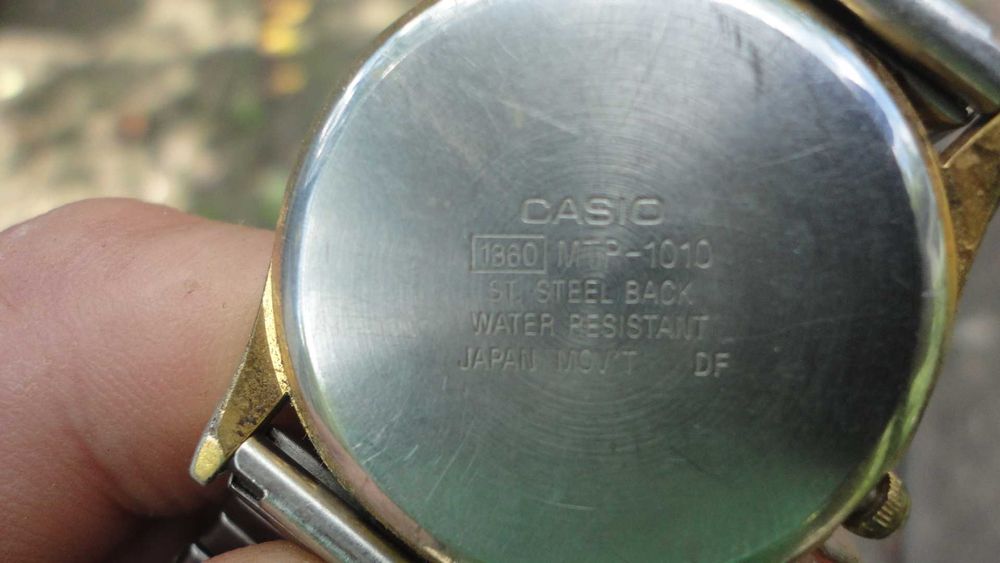 CASIO
1360 MTP-1010
ST. STEEL BACK
WATER RESISTANT
JAPAN MOV'T DF